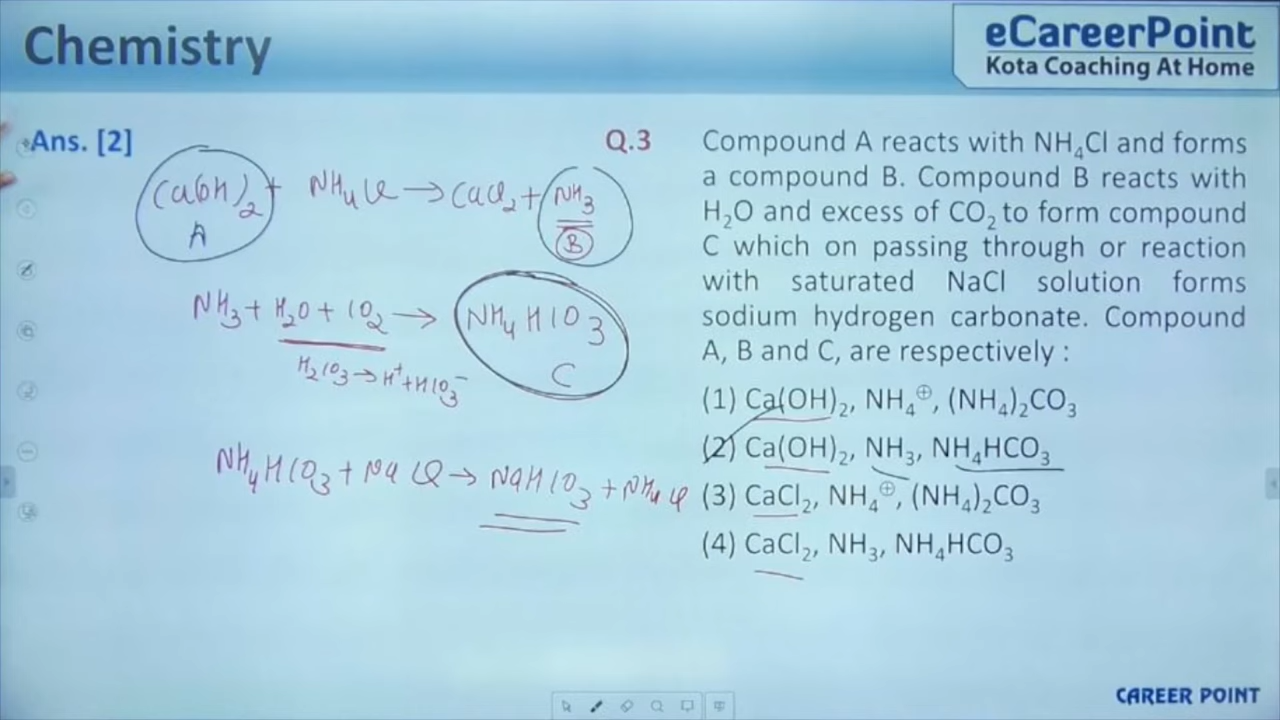 Chemistry
eCareerPoint
Kota Coaching At Home
Ans. [2]
Ca(OH)₂ + NH₄Cl → CaCl₂ + NH₃
A
B
NH₃ + H₂O + CO₂ → NH₄HCO₃
H₂CO₃ → H⁺ + HCO₃⁻
C
NH₄HCO₃ + NaCl → NaHCO₃ + NH₄Cl
Q.3 Compound A reacts with NH₄Cl and forms
a compound B. Compound B reacts with
H₂O and excess of CO₂ to form compound
C which on passing through or reaction
with saturated NaCl solution forms
sodium hydrogen carbonate. Compound
A, B and C, are respectively :
(1) Ca(OH)₂, NH₄⊕, (NH₄)₂CO₃
(2) Ca(OH)₂, NH₃, NH₄HCO₃
(3) CaCl₂, NH₄⊕, (NH₄)₂CO₃
(4) CaCl₂, NH₃, NH₄HCO₃
CAREER POINT